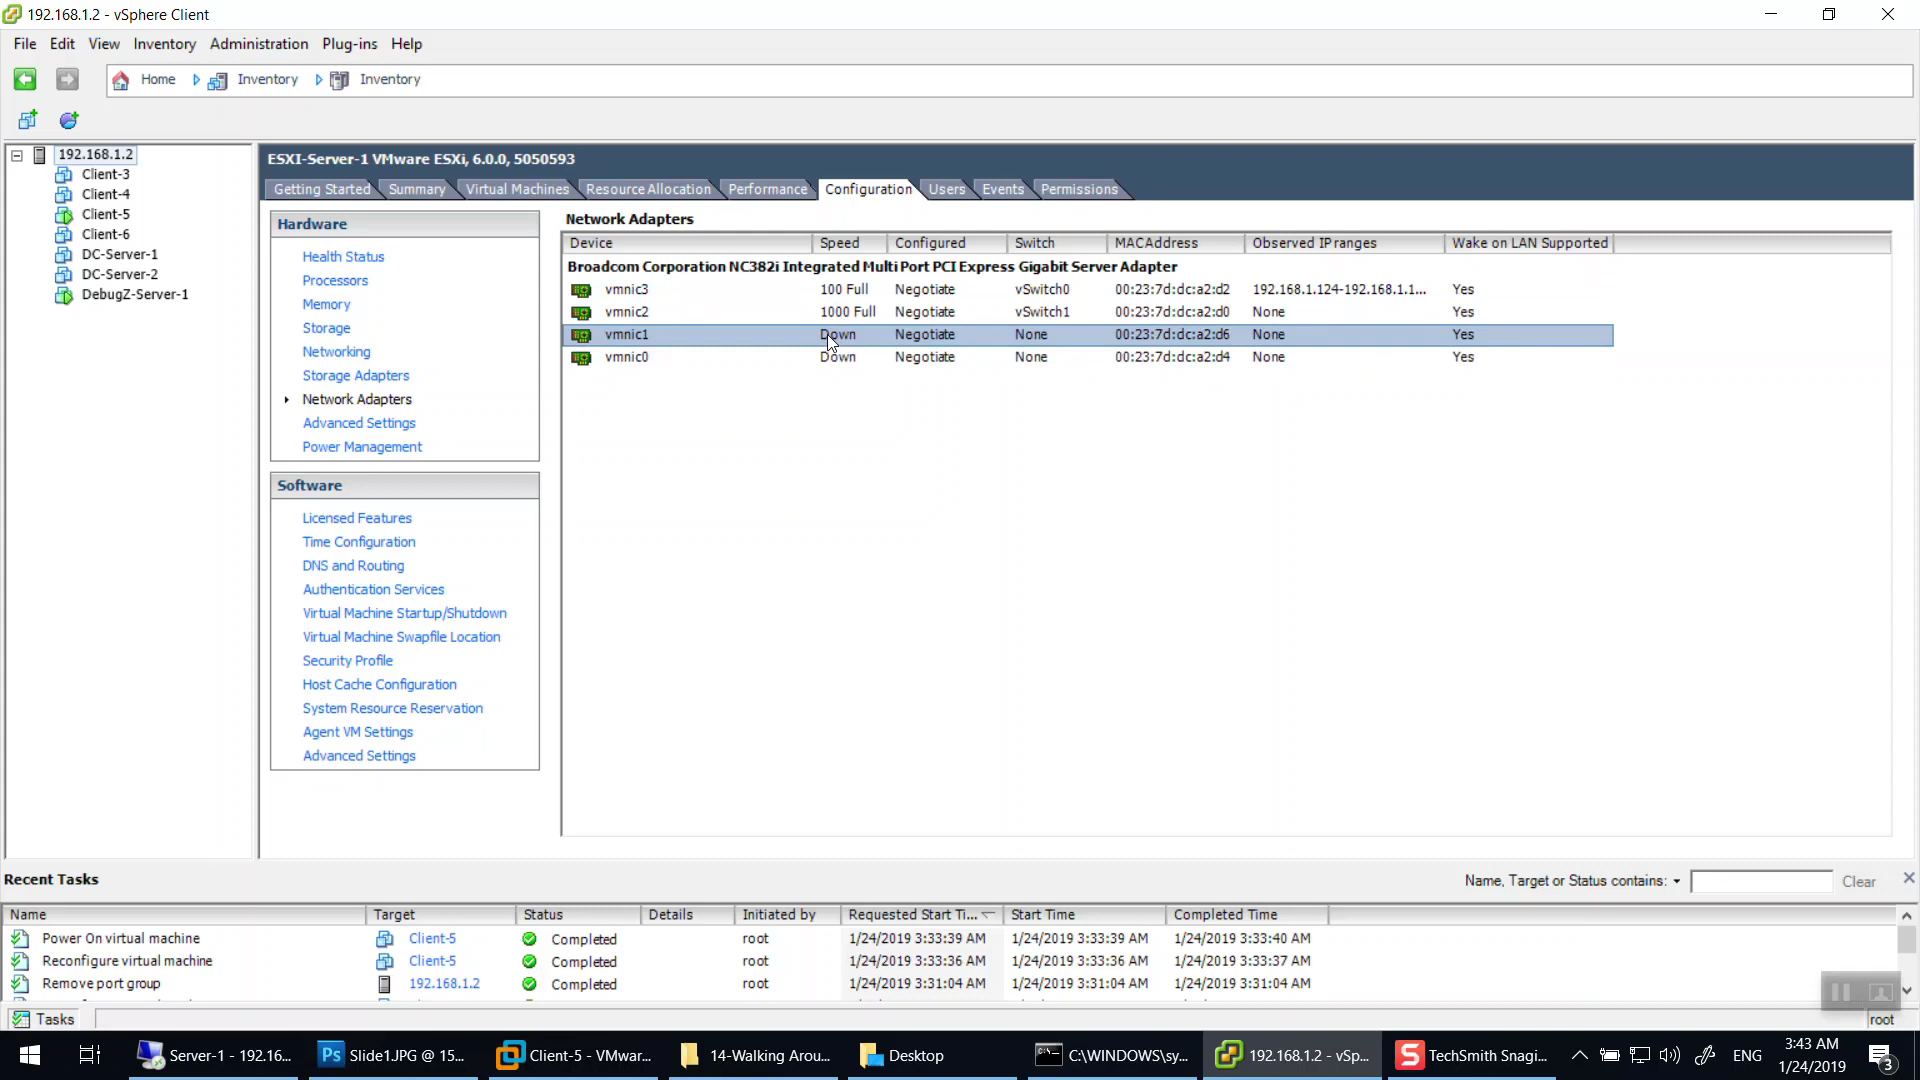 192.168.1.2 - vSphere Client
File Edit View Inventory Administration Plug-ins Help
Home Inventory Inventory
192.168.1.2
Client-3
Client-4
Client-5
Client-6
DC-Server-1
DC-Server-2
DebugZ-Server-1
ESXI-Server-1 VMware ESXi, 6.0.0, 5050593
Getting Started Summary Virtual Machines Resource Allocation Performance Configuration Users Events Permissions
Hardware
Health Status
Processors
Memory
Storage
Networking
Storage Adapters
Network Adapters
Advanced Settings
Power Management
Software
Licensed Features
Time Configuration
DNS and Routing
Authentication Services
Virtual Machine Startup/Shutdown
Virtual Machine Swapfile Location
Security Profile
Host Cache Configuration
System Resource Reservation
Agent VM Settings
Advanced Settings
Network Adapters
Device Speed Configured Switch MAC Address Observed IP ranges Wake on LAN Supported
Broadcom Corporation NC382i Integrated Multi Port PCI Express Gigabit Server Adapter
vmnic3 100 Full Negotiate vSwitch0 00:23:7d:dc:a2:d2 192.168.1.124-192.168.1.1... Yes
vmnic2 1000 Full Negotiate vSwitch1 00:23:7d:dc:a2:d0 None Yes
vmnic1 Down Negotiate None 00:23:7d:dc:a2:d6 None Yes
vmnic0 Down Negotiate None 00:23:7d:dc:a2:d4 None Yes
Recent Tasks
Name, Target or Status contains: Clear
Name Target Status Details Initiated by Requested Start Ti... Start Time Completed Time
Power On virtual machine Client-5 Completed root 1/24/2019 3:33:39 AM 1/24/2019 3:33:39 AM 1/24/2019 3:33:40 AM
Reconfigure virtual machine Client-5 Completed root 1/24/2019 3:33:36 AM 1/24/2019 3:33:36 AM 1/24/2019 3:33:37 AM
Remove port group 192.168.1.2 Completed root 1/24/2019 3:31:04 AM 1/24/2019 3:31:04 AM 1/24/2019 3:31:04 AM
Tasks root
Server-1 - 192.16... Ps Slide1.JPG @ 15... Client-5 - VMwar... 14-Walking Arou... Desktop C:\WINDOWS\sy... 192.168.1.2 - vSp... S TechSmith Snagi... ENG 3:43 AM
1/24/2019 3